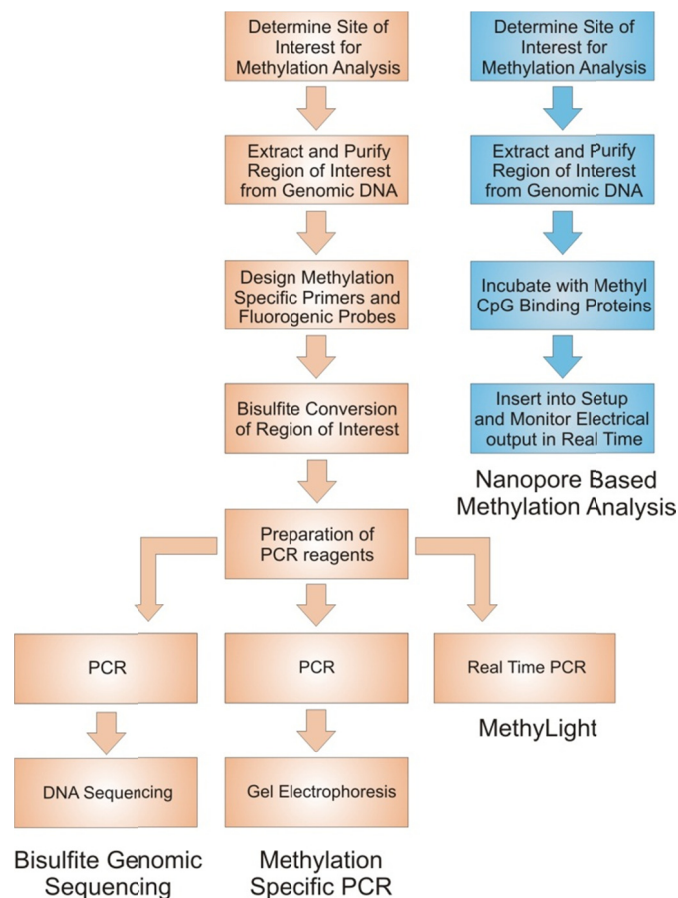 Determine Site of
Interest for
Methylation Analysis
Extract and Purify
Region of Interest
from Genomic DNA
Design Methylation
Specific Primers and
Fluorogenic Probes
Bisulfite Conversion
of Region of Interest
Preparation of
PCR reagents
PCR
DNA Sequencing
Bisulfite Genomic
Sequencing
PCR
Gel Electrophoresis
Methylation
Specific PCR
Real Time PCR
MethyLight
Determine Site of
Interest for
Methylation Analysis
Extract and Purify
Region of Interest
from Genomic DNA
Incubate with Methyl
CpG Binding Proteins
Insert into Setup
and Monitor Electrical
output in Real Time
Nanopore Based
Methylation Analysis